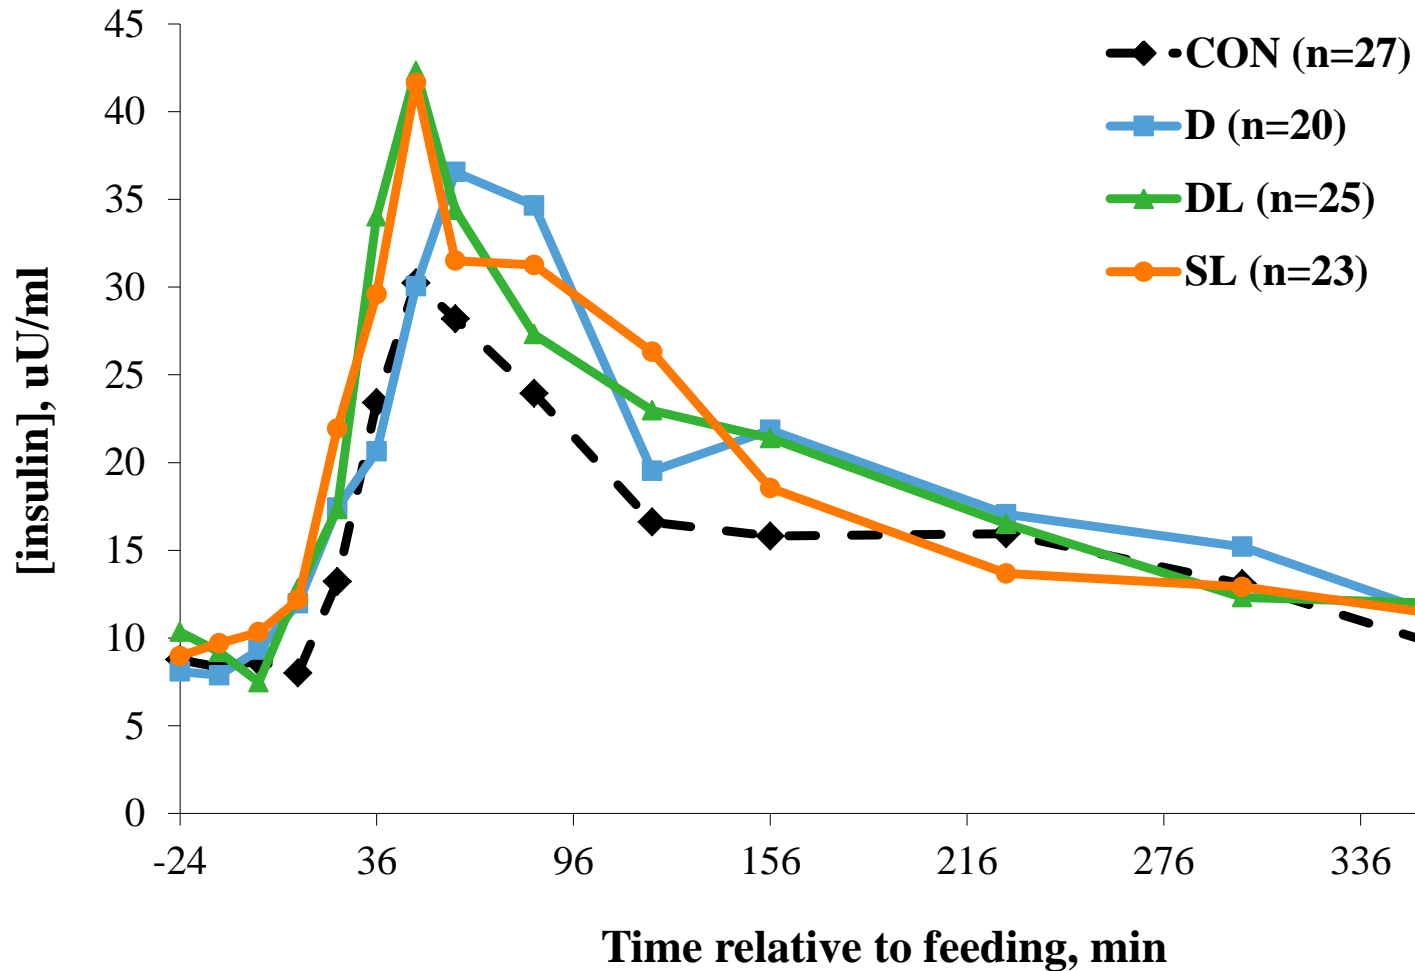 45
40
35
30
25
20
15
10
5
0
[insulin], uU/ml
CON (n=27)
D (n=20)
DL (n=25)
SL (n=23)
-24 36 96 156 216 276 336
Time relative to feeding, min